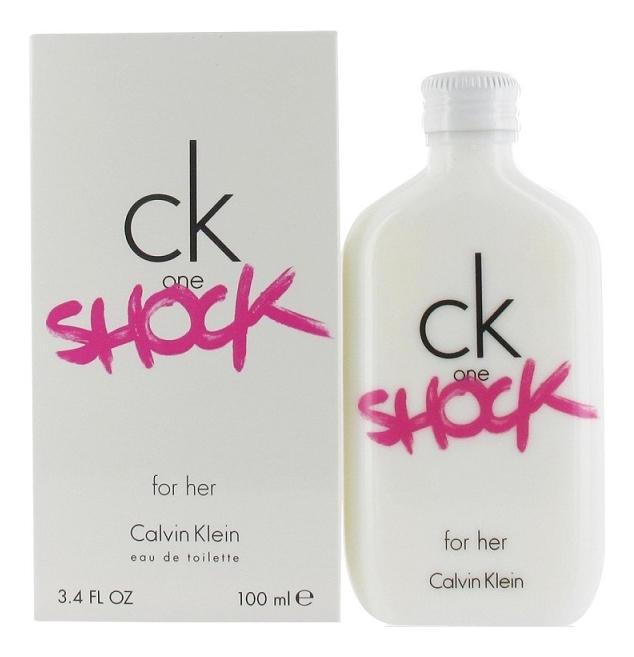 ck
one
SHOCK
for her
Calvin Klein
eau de toilette
3.4 FL OZ 100 ml ℮
ck
one
SHOCK
for her
Calvin Klein